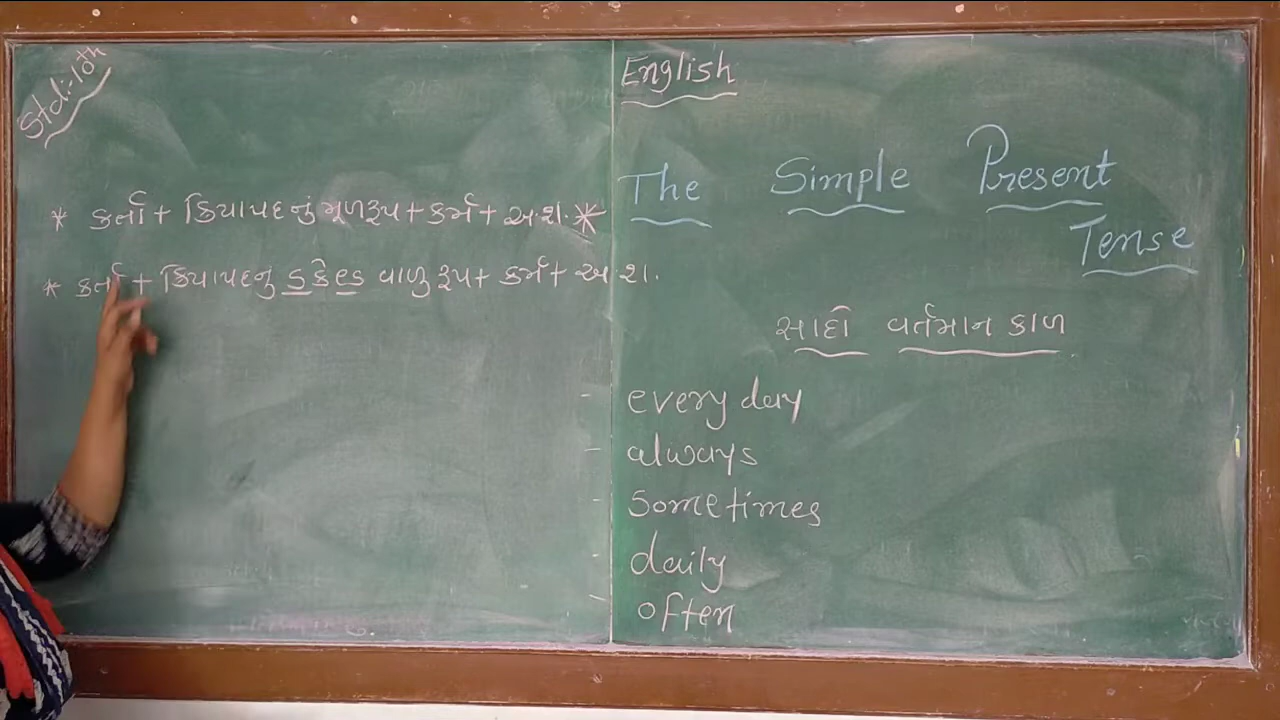 Std:-10th
* કર્તા + ક્રિયાપદનું મૂળરૂપ + કર્મ + અ.શ. *
* કર્તા + ક્રિયાપદનુ s કે es વાળુ રૂપ + કર્મ + અ શ.
English
The Simple Present
Tense
સાદો વર્તમાન કાળ
- every day
- always
- Sometimes
- daily
- often